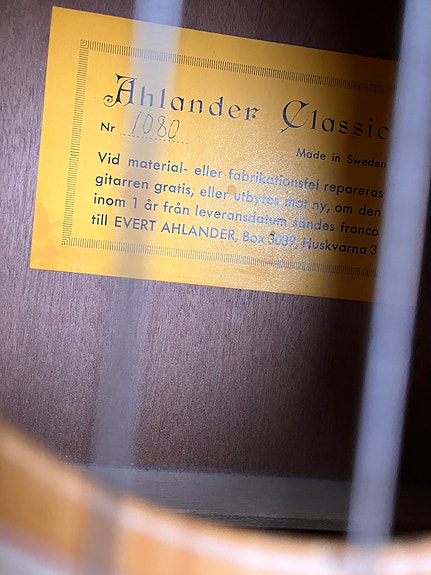 Ahlander Classic
Nr 1080
Made in Sweden
Vid material- eller fabrikationsfel repareras
gitarren gratis, eller utbytes mot ny, om den
inom 1 år från leveransdatum sändes franco
till EVERT AHLANDER, Box 3039, Huskvarna 3